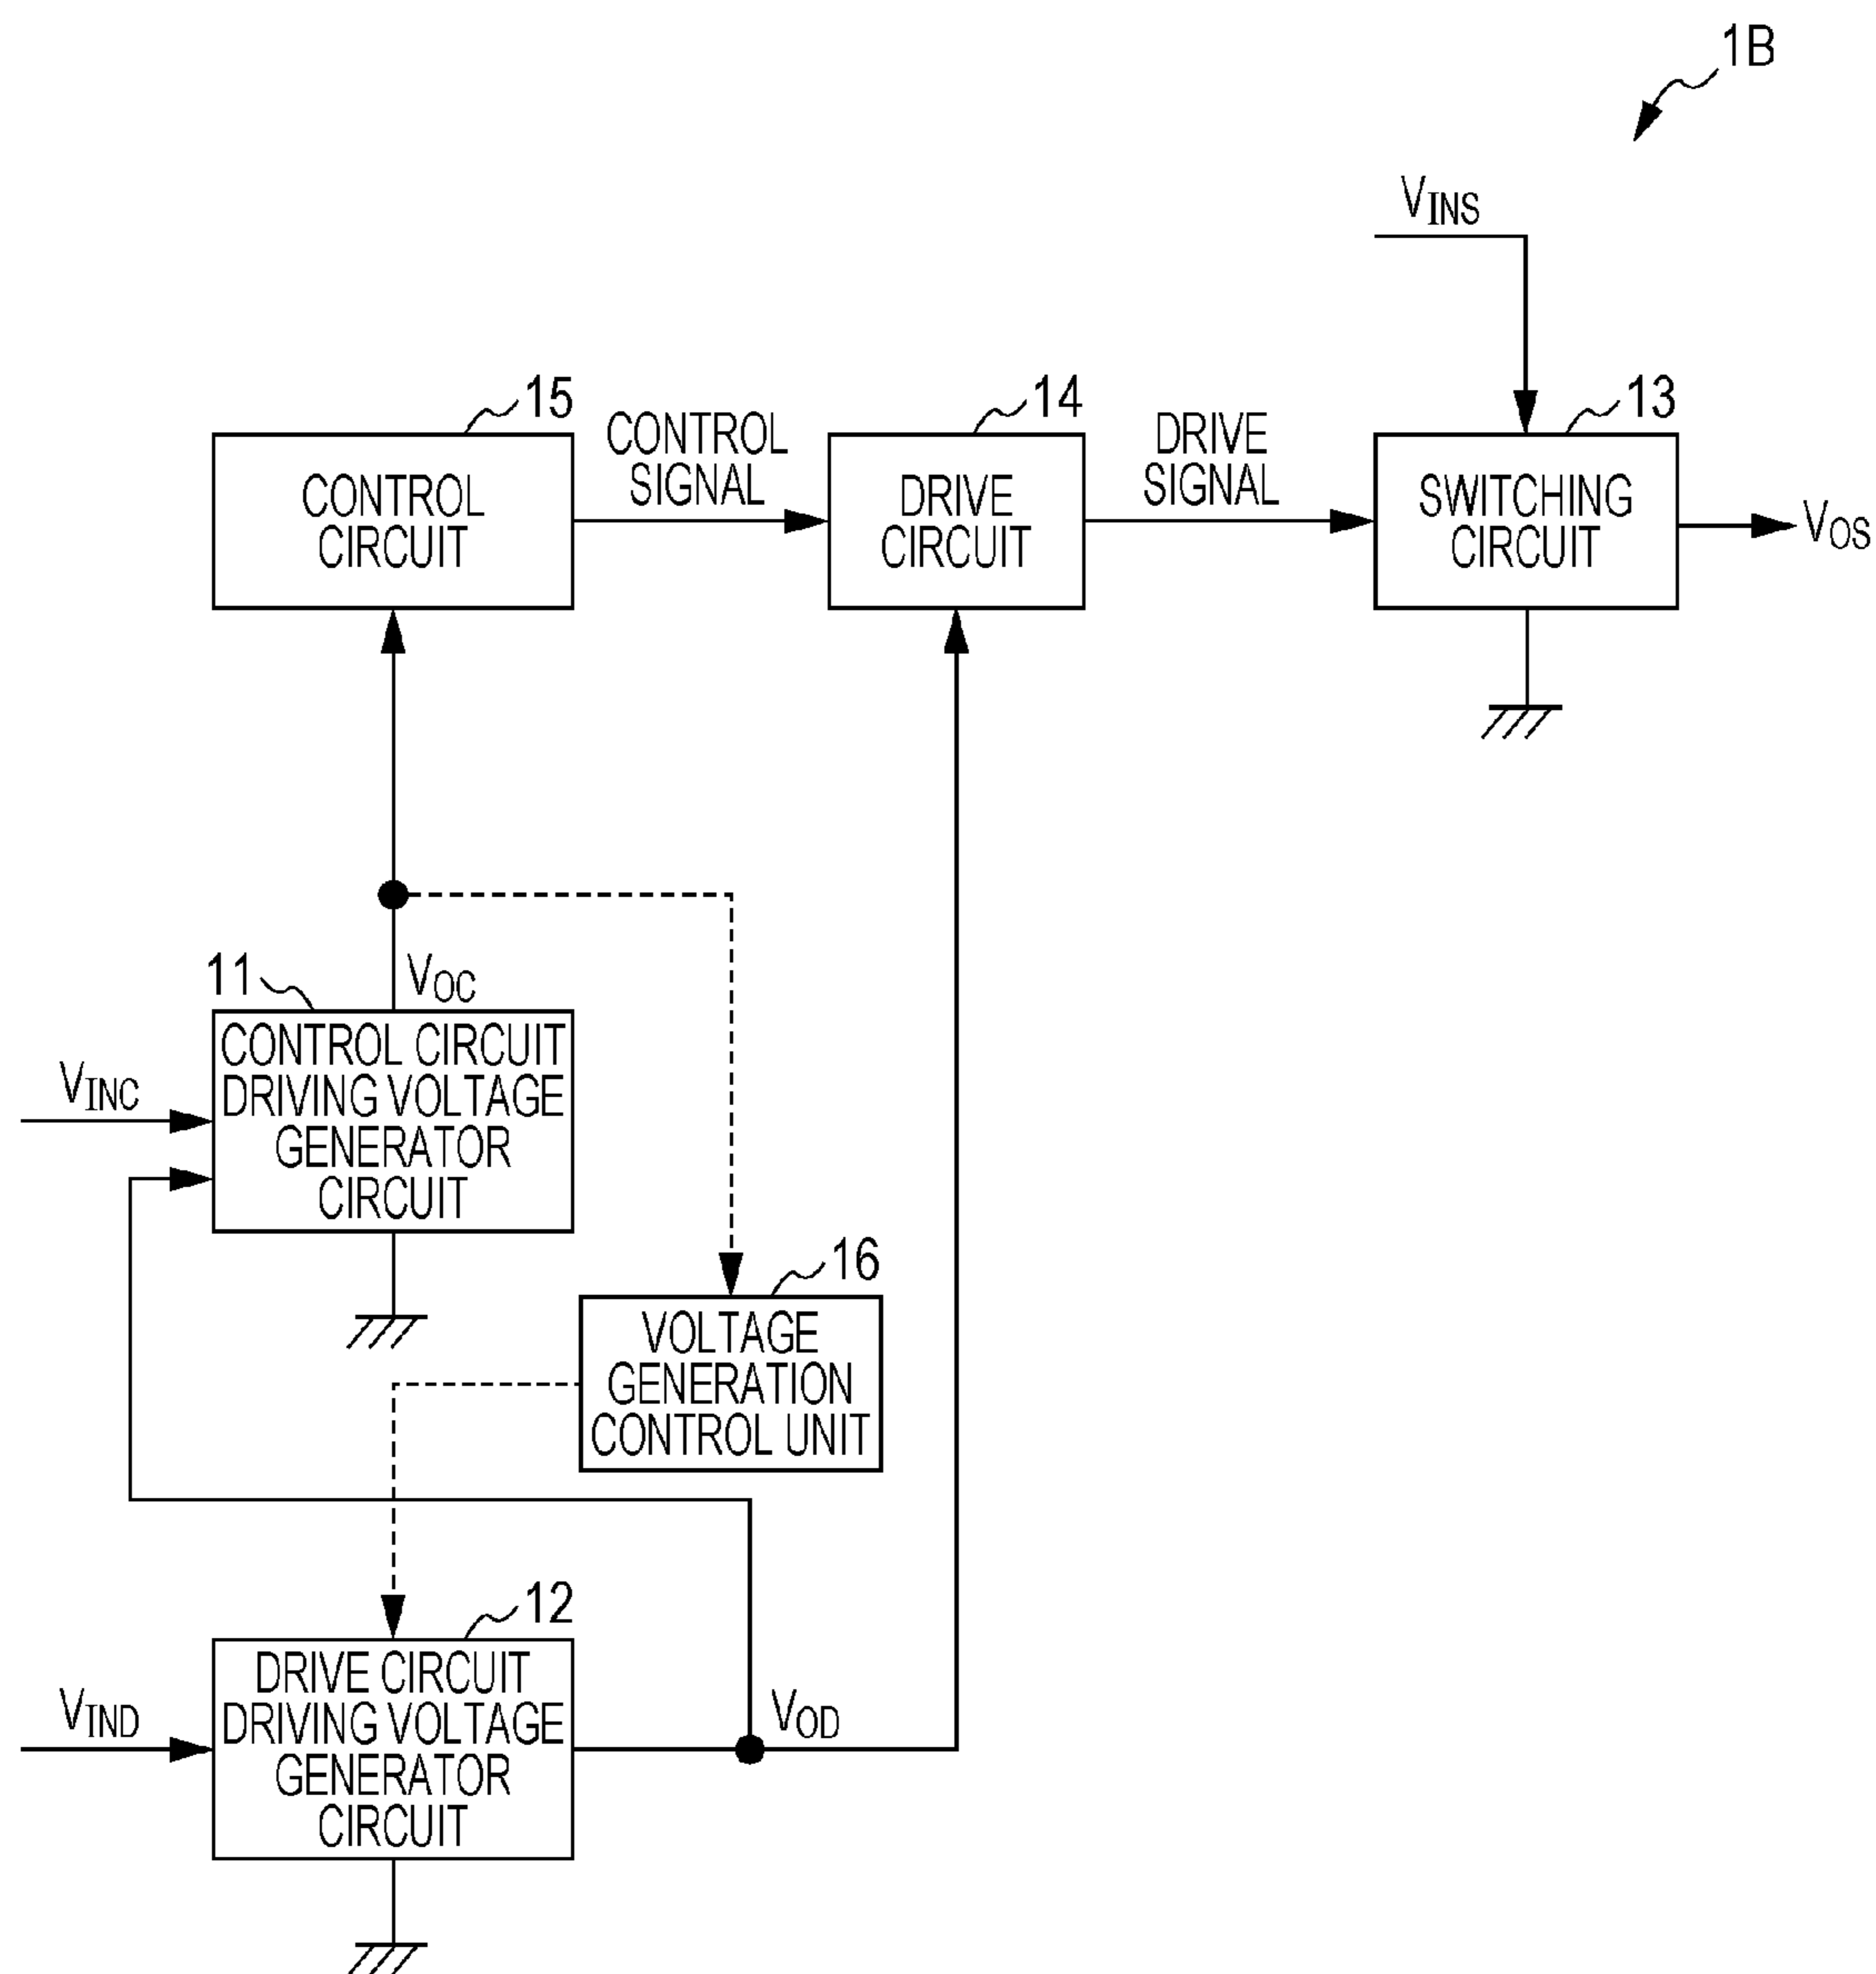 1B
VINS
15
14
13
CONTROL
SIGNAL
DRIVE
SIGNAL
CONTROL
CIRCUIT
DRIVE
CIRCUIT
SWITCHING
CIRCUIT
VOS
11
VOC
VINC
CONTROL CIRCUIT
DRIVING VOLTAGE
GENERATOR
CIRCUIT
16
VOLTAGE
GENERATION
CONTROL UNIT
12
VIND
DRIVE CIRCUIT
DRIVING VOLTAGE
GENERATOR
CIRCUIT
VOD